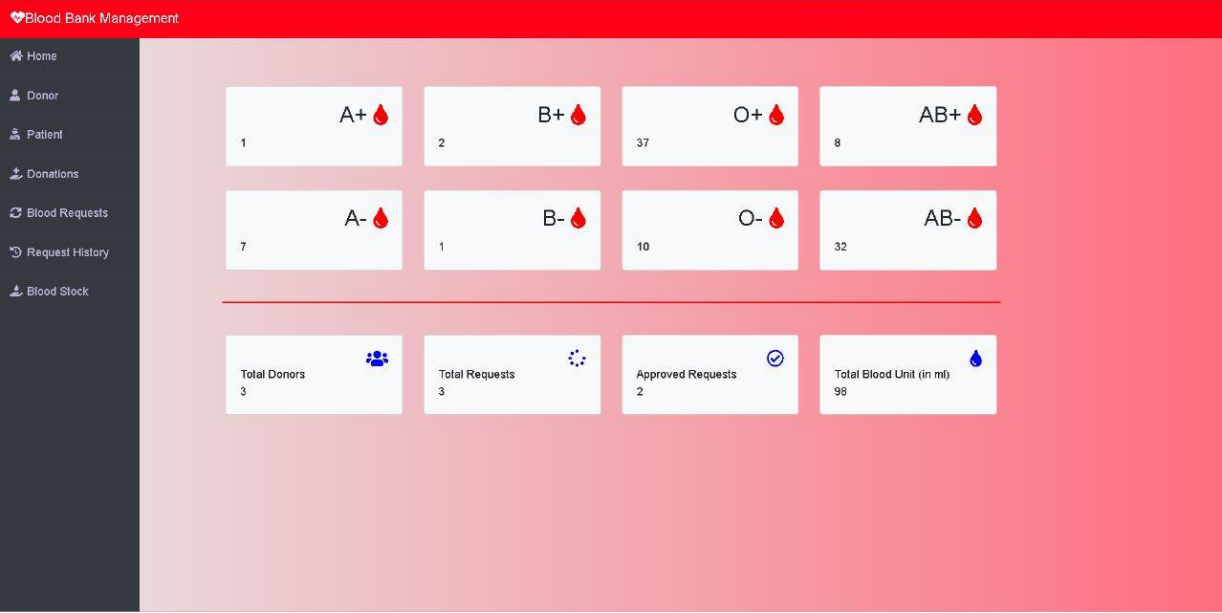 Blood Bank Management
Home
Donor
Patient
Donations
Blood Requests
Request History
Blood Stock
A+
1
B+
2
O+
37
AB+
8
A-
7
B-
1
O-
10
AB-
32
Total Donors
3
Total Requests
3
Approved Requests
2
Total Blood Unit (in ml)
98